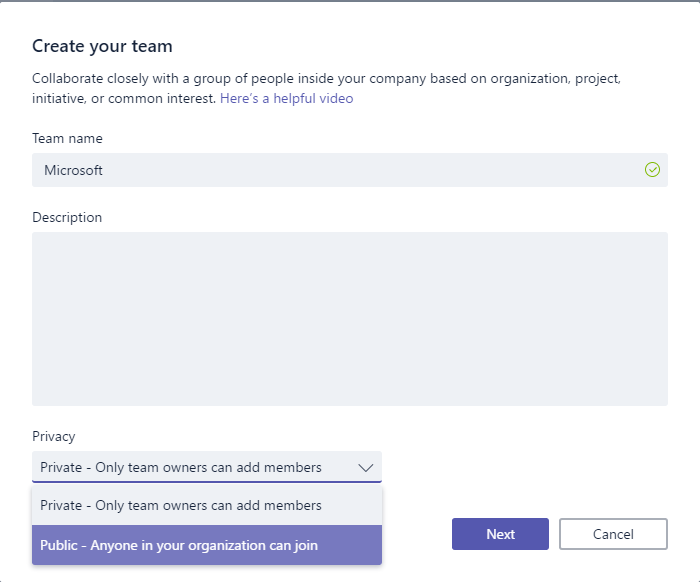 Create your team
Collaborate closely with a group of people inside your company based on organization, project,
initiative, or common interest. Here's a helpful video
Team name
Microsoft
Description
Privacy
Private - Only team owners can add members
Private - Only team owners can add members
Public - Anyone in your organization can join
Next
Cancel